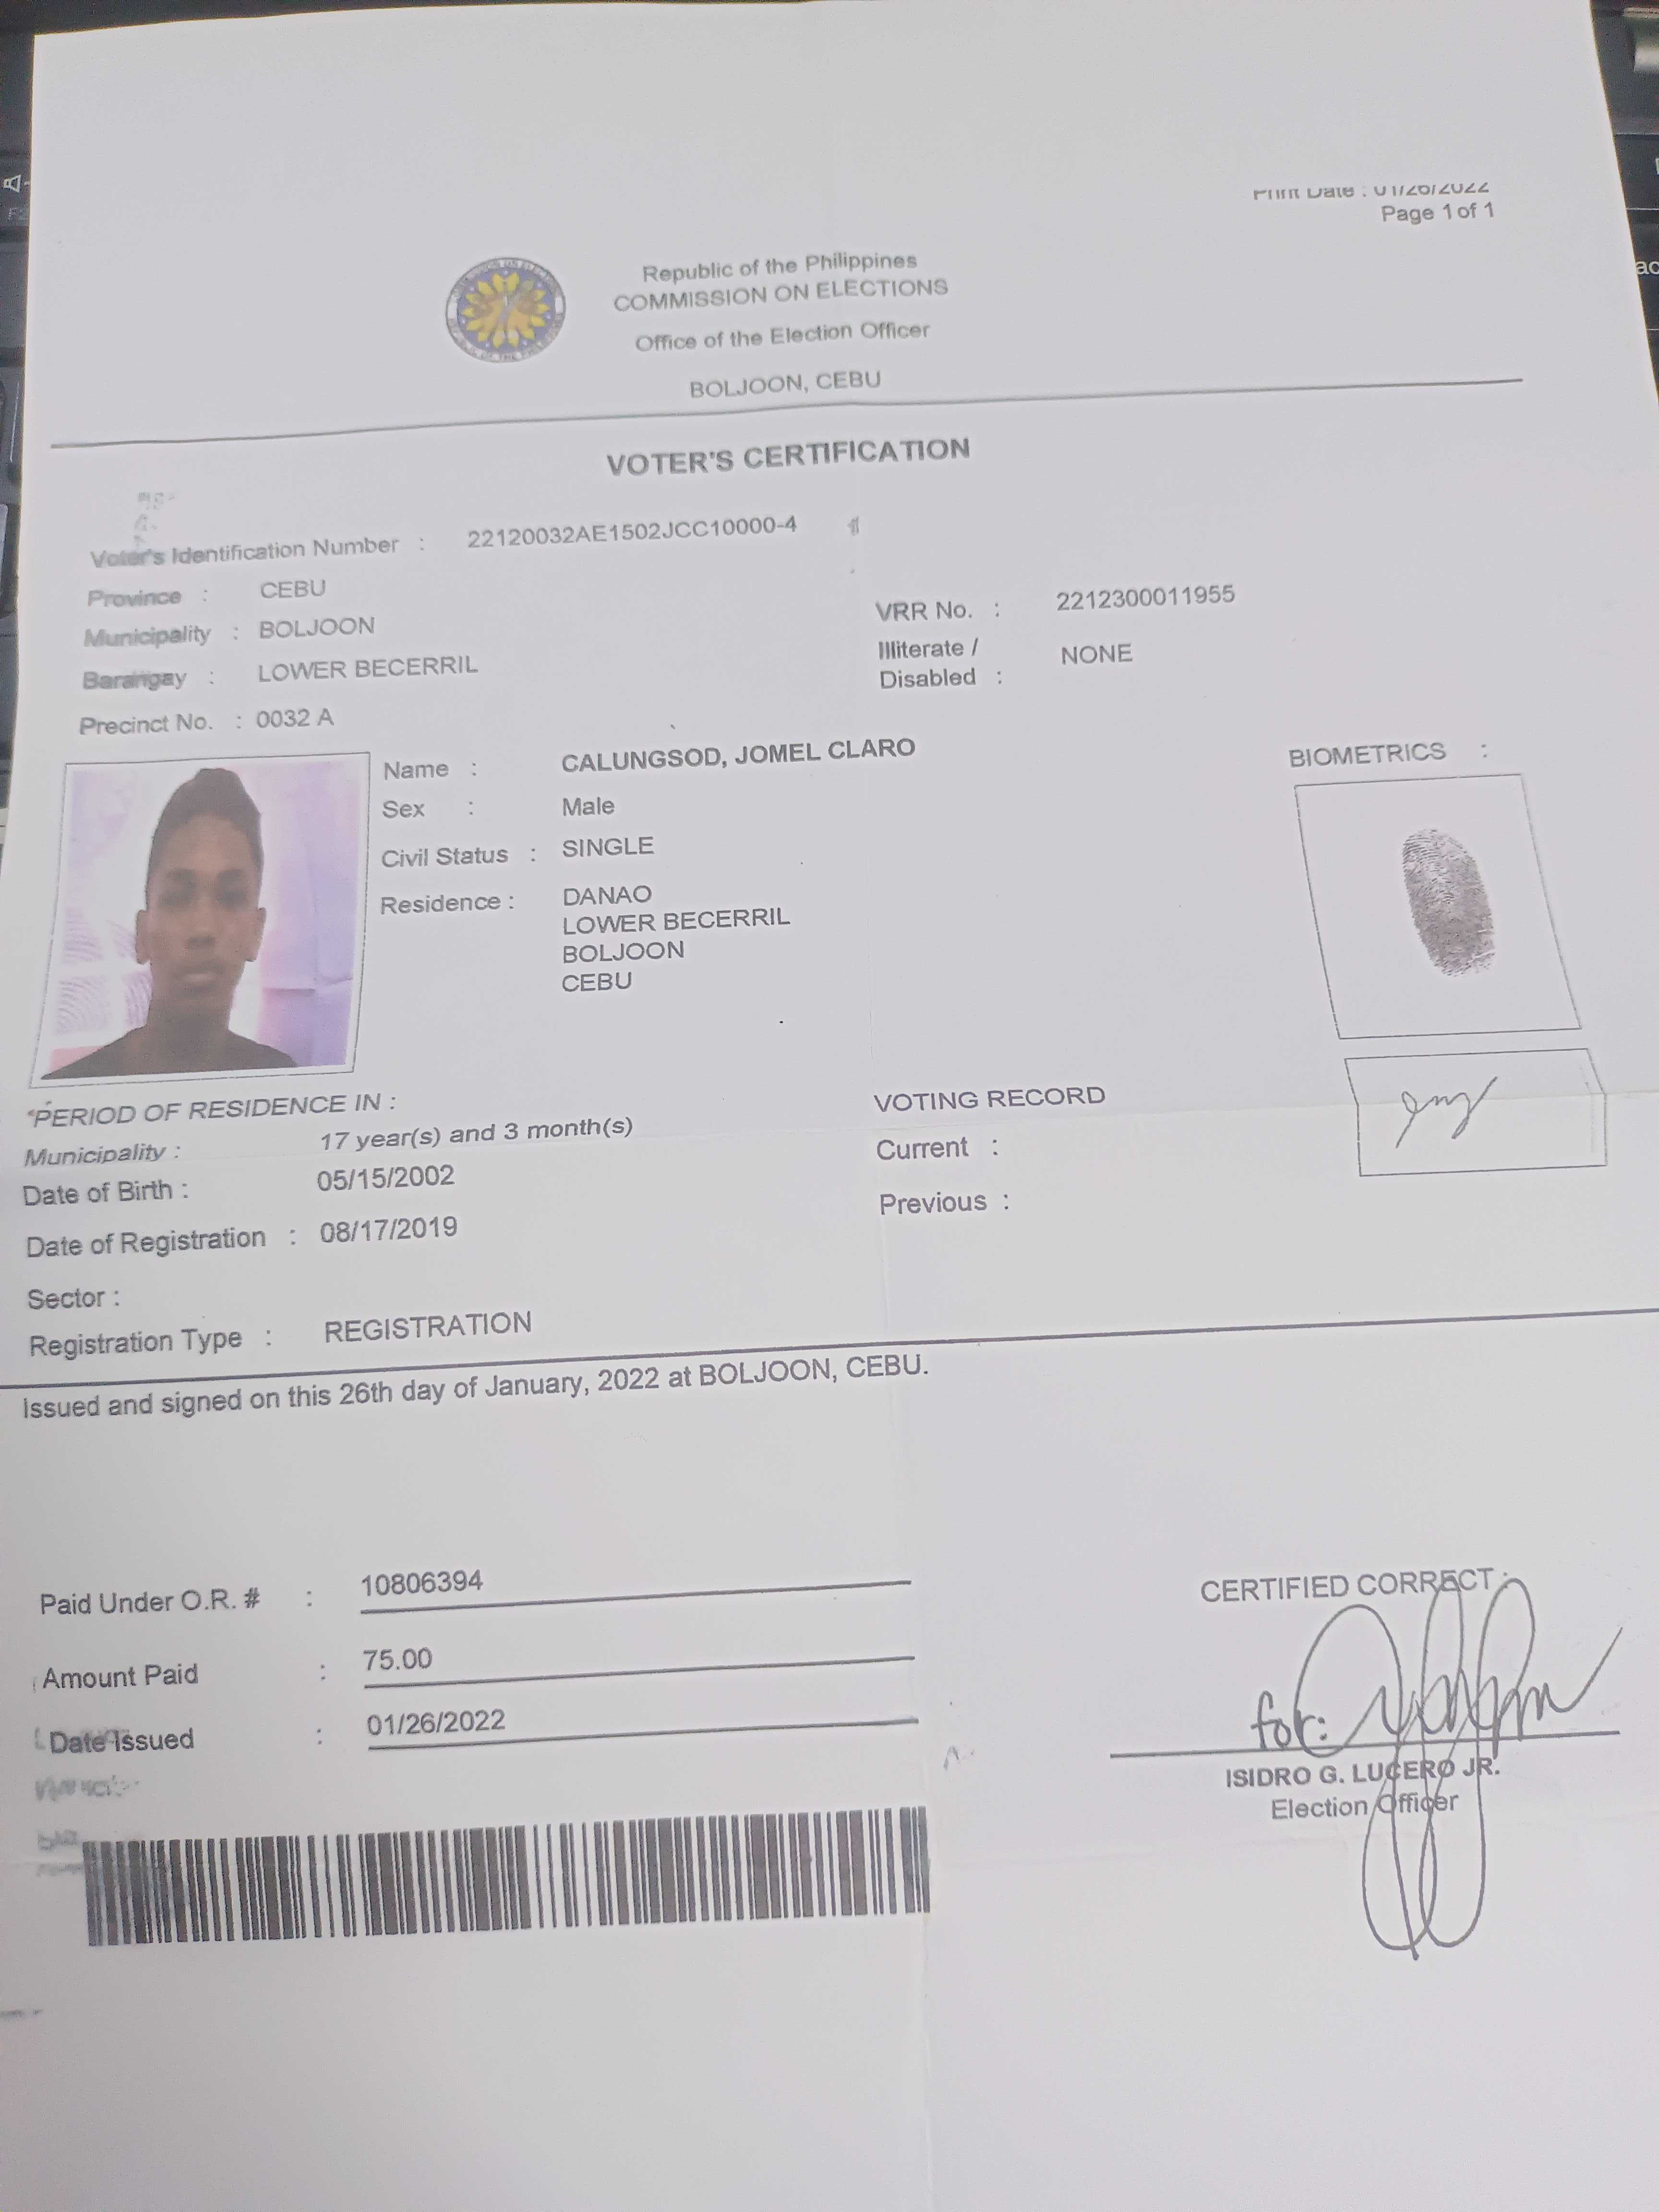 Print Date : 01/26/2022
Page 1 of 1
Republic of the Philippines
COMMISSION ON ELECTIONS
Office of the Election Officer
BOLJOON, CEBU
VOTER'S CERTIFICATION
Voter's Identification Number : 22120032AE1502JCC10000-4
Province : CEBU
VRR No. : 2212300011955
Municipality : BOLJOON
Illiterate / Disabled : NONE
Barangay : LOWER BECERRIL
Precinct No. : 0032 A
Name : CALUNGSOD, JOMEL CLARO
BIOMETRICS :
Sex : Male
Civil Status : SINGLE
Residence : DANAO
LOWER BECERRIL
BOLJOON
CEBU
*PERIOD OF RESIDENCE IN :
Municipality : 17 year(s) and 3 month(s)
Date of Birth : 05/15/2002
Date of Registration : 08/17/2019
VOTING RECORD
Current :
Previous :
Sector :
Registration Type : REGISTRATION
Issued and signed on this 26th day of January, 2022 at BOLJOON, CEBU.
Paid Under O.R. # : 10806394
Amount Paid : 75.00
Date Issued : 01/26/2022
CERTIFIED CORRECT :
for:
ISIDRO G. LUCERO JR.
Election Officer